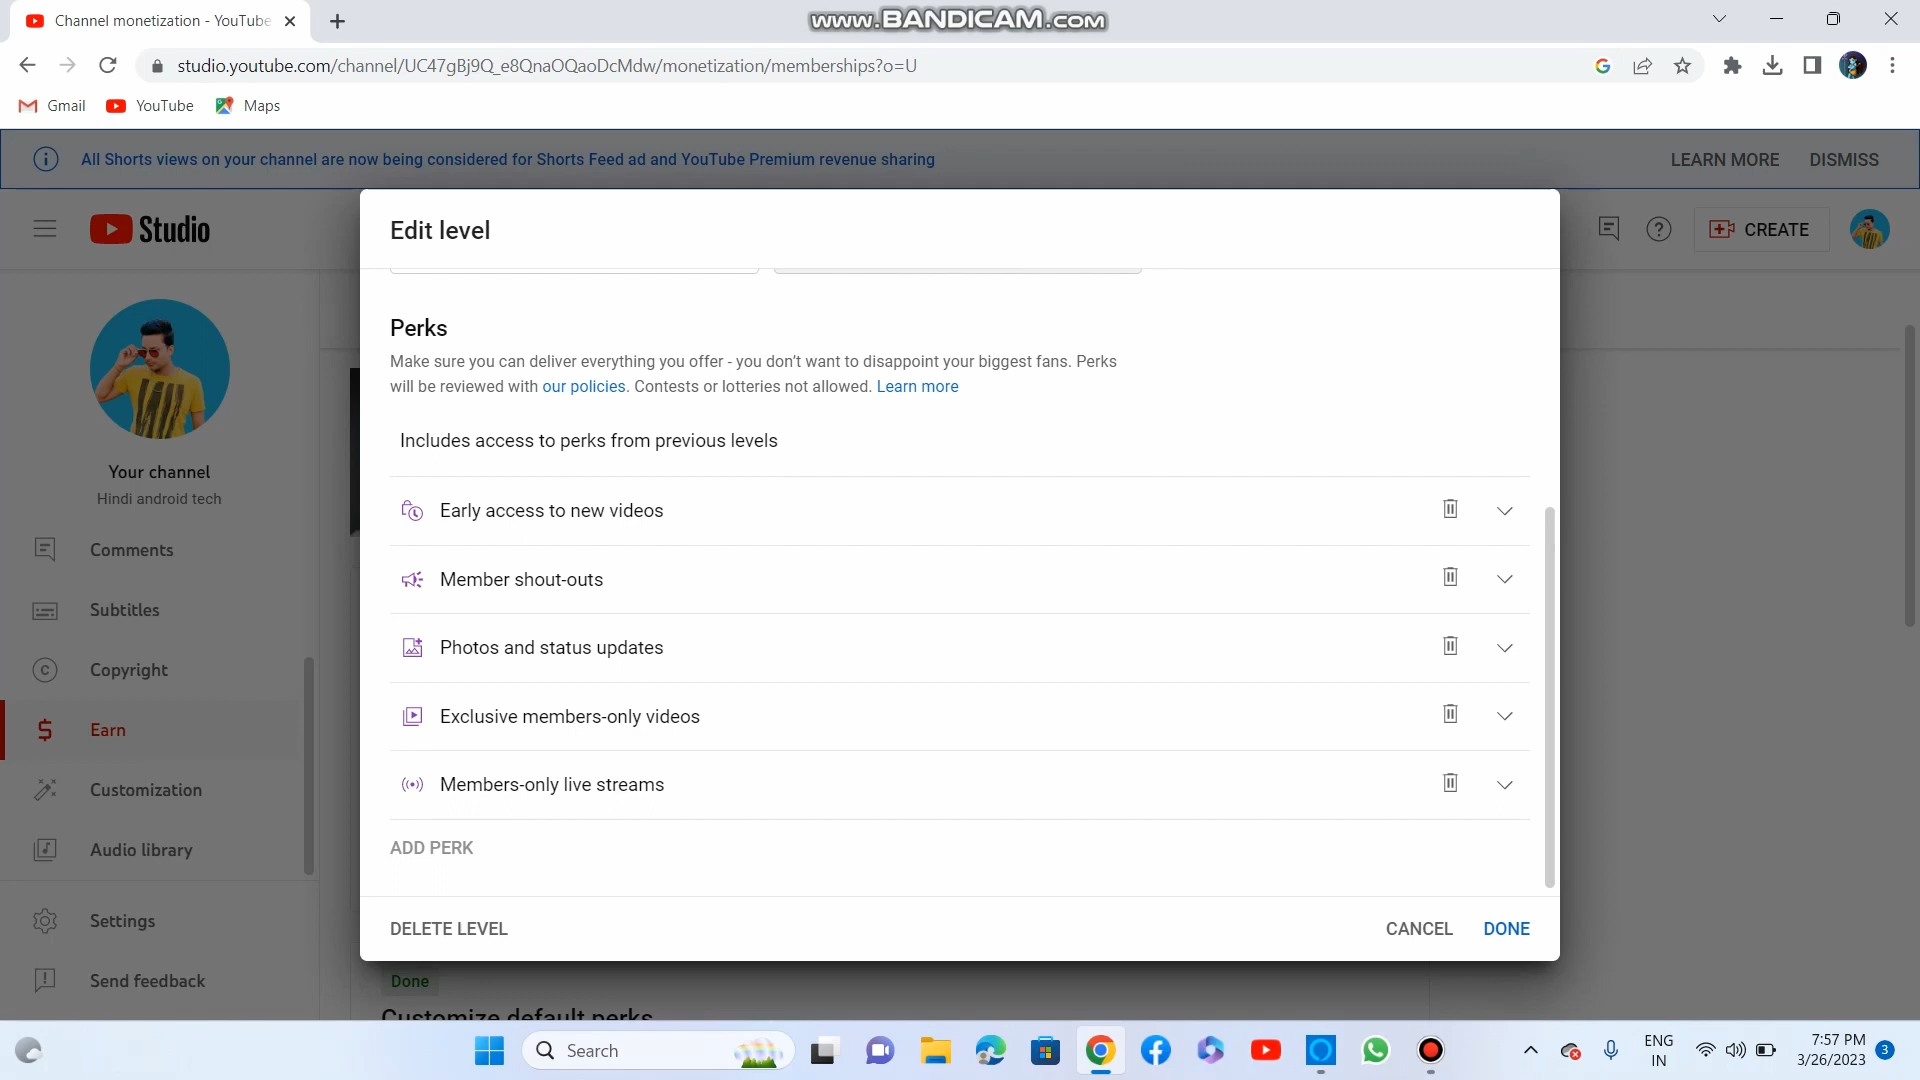 Channel monetization - YouTube
www.BANDICAM.com
studio.youtube.com/channel/UC47gBj9Q_e8QnaOQaoDcMdw/monetization/memberships?o=U
Gmail
YouTube
Maps
All Shorts views on your channel are now being considered for Shorts Feed ad and YouTube Premium revenue sharing
LEARN MORE
DISMISS
Studio
CREATE
Edit level
Your channel
Hindi android tech
Comments
Subtitles
Copyright
Earn
Customization
Audio library
Settings
Send feedback
Perks
Make sure you can deliver everything you offer - you don't want to disappoint your biggest fans. Perks
will be reviewed with our policies. Contests or lotteries not allowed. Learn more
Includes access to perks from previous levels
Early access to new videos
Member shout-outs
Photos and status updates
Exclusive members-only videos
Members-only live streams
ADD PERK
DELETE LEVEL
CANCEL
DONE
Done
Customize default perks
Search
ENG
IN
7:57 PM
3/26/2023
3